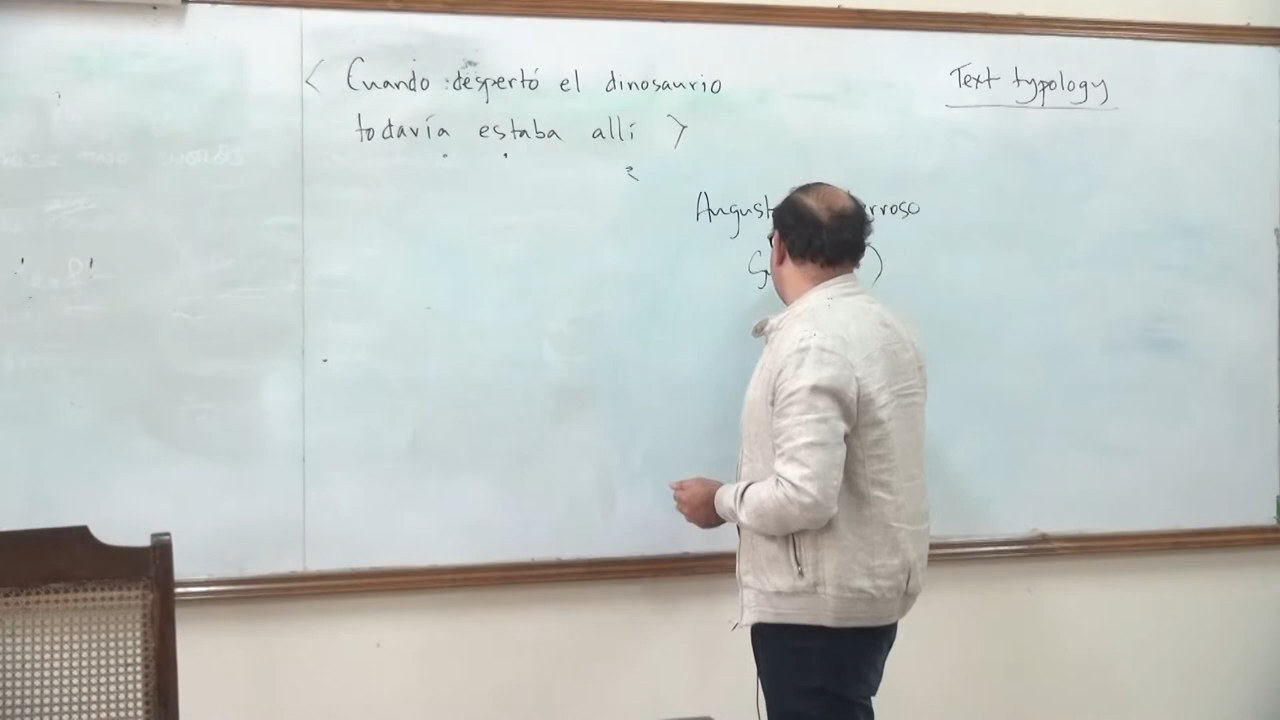 < Cuando despertó el dinosaurio
todavía estaba allí >
Text typology